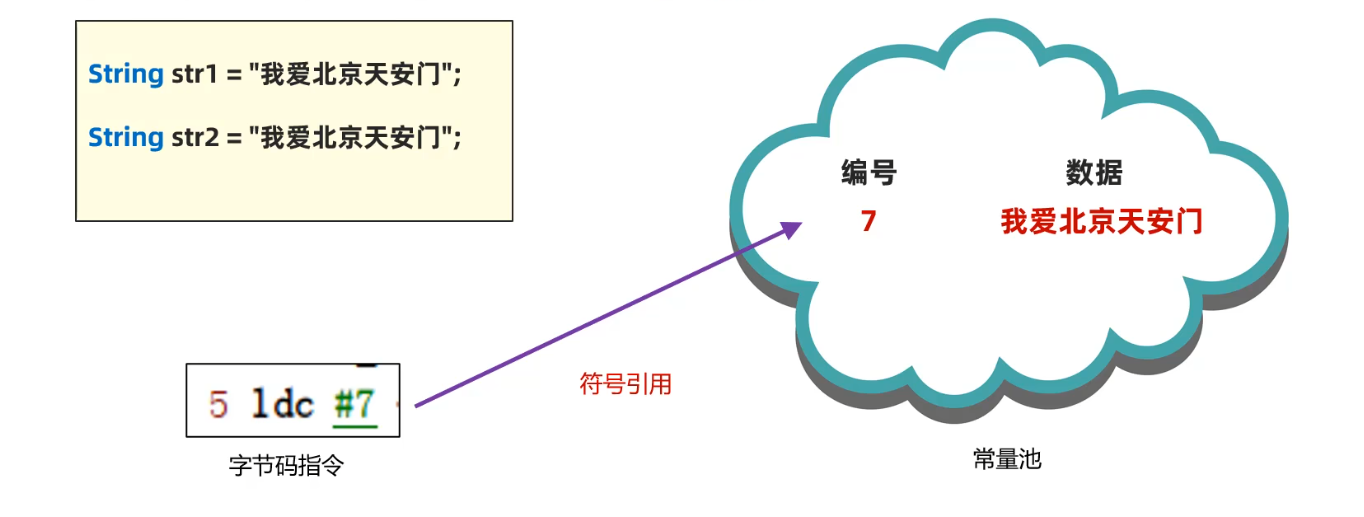 String str1 = "我爱北京天安门";
String str2 = "我爱北京天安门";
编号 数据
7 我爱北京天安门
5 ldc #7
符号引用
字节码指令
常量池